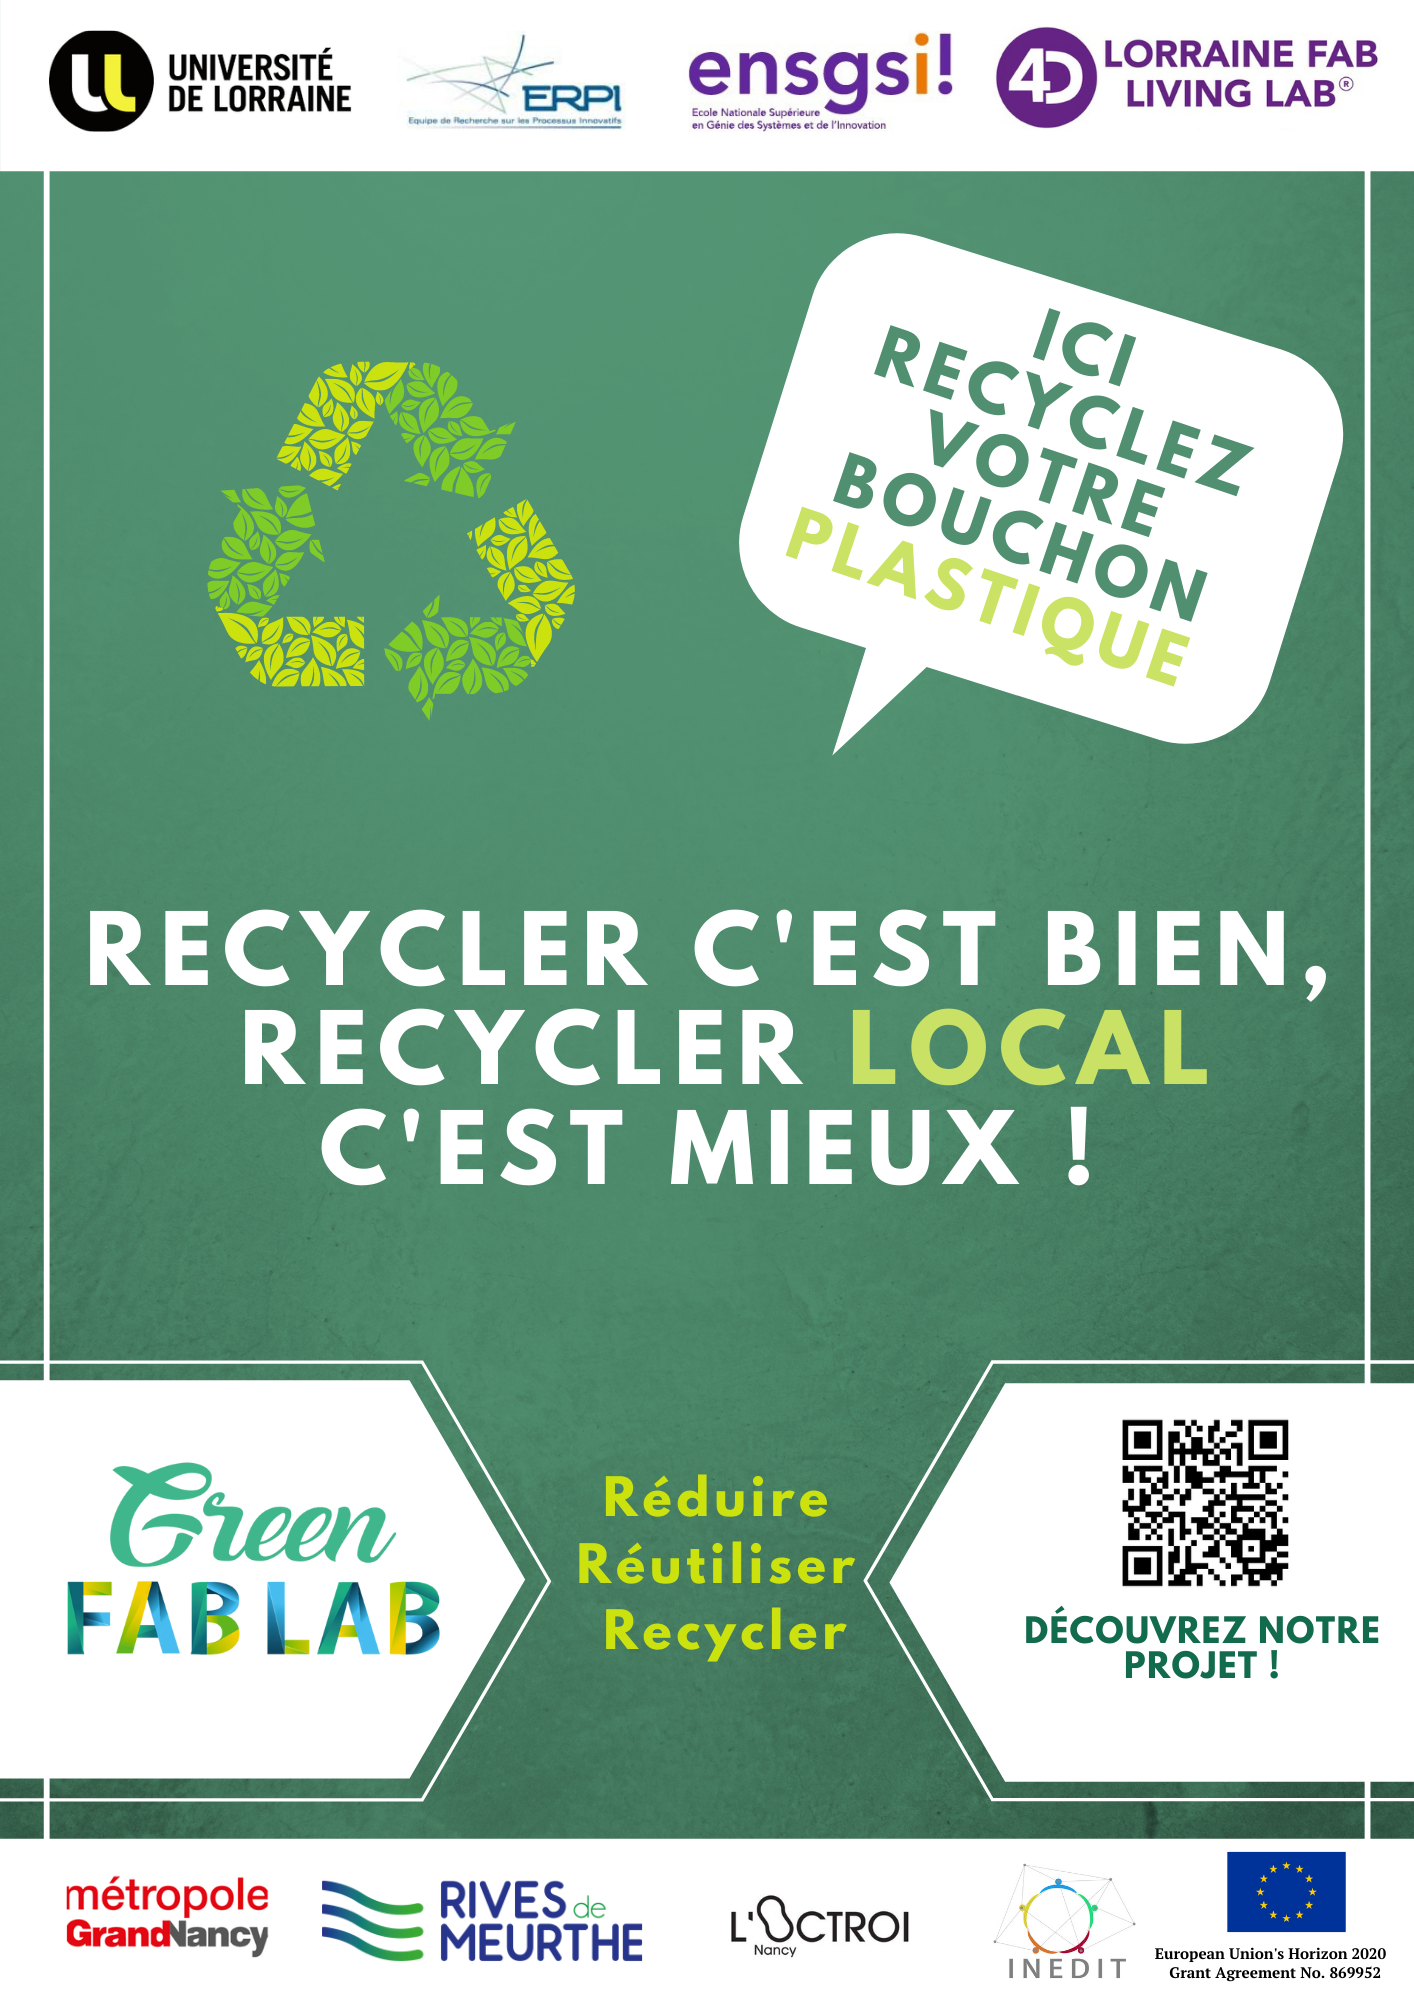 UNIVERSITÉ
DE LORRAINE
ERPI
Equipe de Recherche sur les Processus Innovatifs
ensgsi!
Ecole Nationale Supérieure
en Génie des Systèmes et de l'Innovation
4D
LORRAINE FAB
LIVING LAB®
ICI
RECYCLEZ
VOTRE
BOUCHON
PLASTIQUE
RECYCLER C'EST BIEN,
RECYCLER LOCAL
C'EST MIEUX !
Green
FAB LAB
Réduire
Réutiliser
Recycler
DÉCOUVREZ NOTRE
PROJET !
métropole
GrandNancy
RIVES de
MEURTHE
L'OCTROI
Nancy
INEDIT
European Union's Horizon 2020
Grant Agreement No. 869952